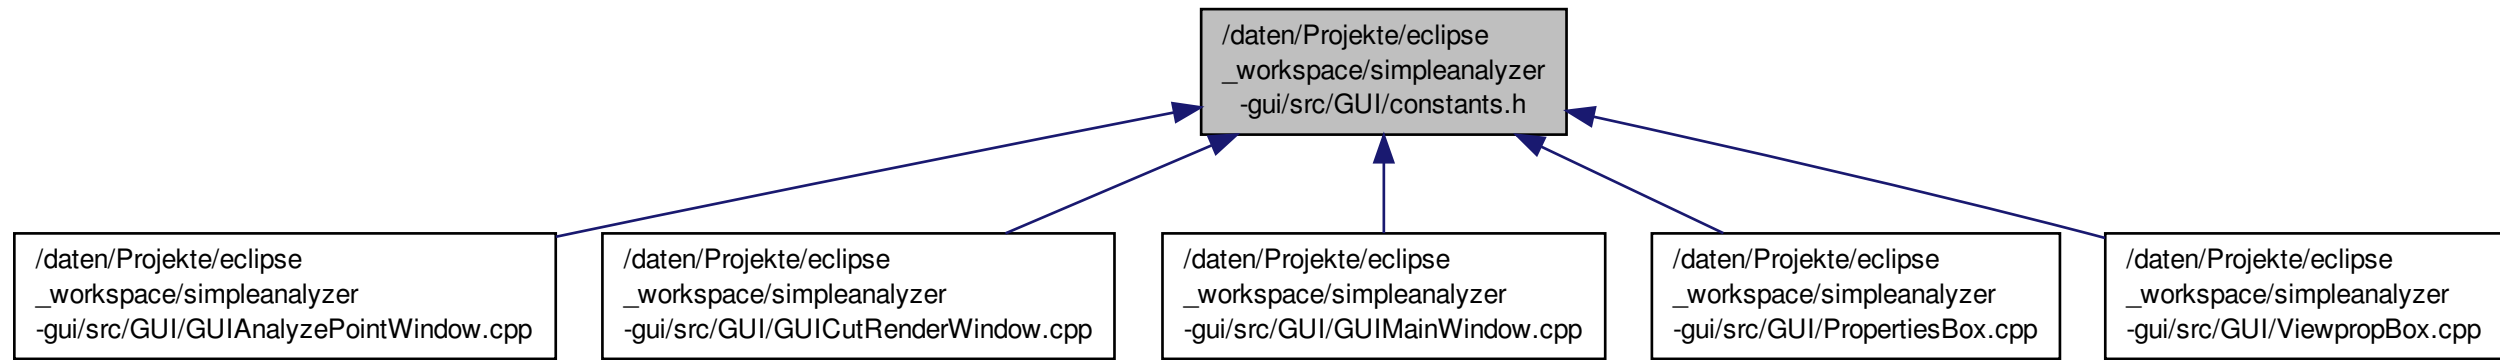 /daten/Projekte/eclipse
_workspace/simpleanalyzer
-gui/src/GUI/constants.h
/daten/Projekte/eclipse
_workspace/simpleanalyzer
-gui/src/GUI/GUIAnalyzePointWindow.cpp
/daten/Projekte/eclipse
_workspace/simpleanalyzer
-gui/src/GUI/GUICutRenderWindow.cpp
/daten/Projekte/eclipse
_workspace/simpleanalyzer
-gui/src/GUI/GUIMainWindow.cpp
/daten/Projekte/eclipse
_workspace/simpleanalyzer
-gui/src/GUI/PropertiesBox.cpp
/daten/Projekte/eclipse
_workspace/simpleanalyzer
-gui/src/GUI/ViewpropBox.cpp